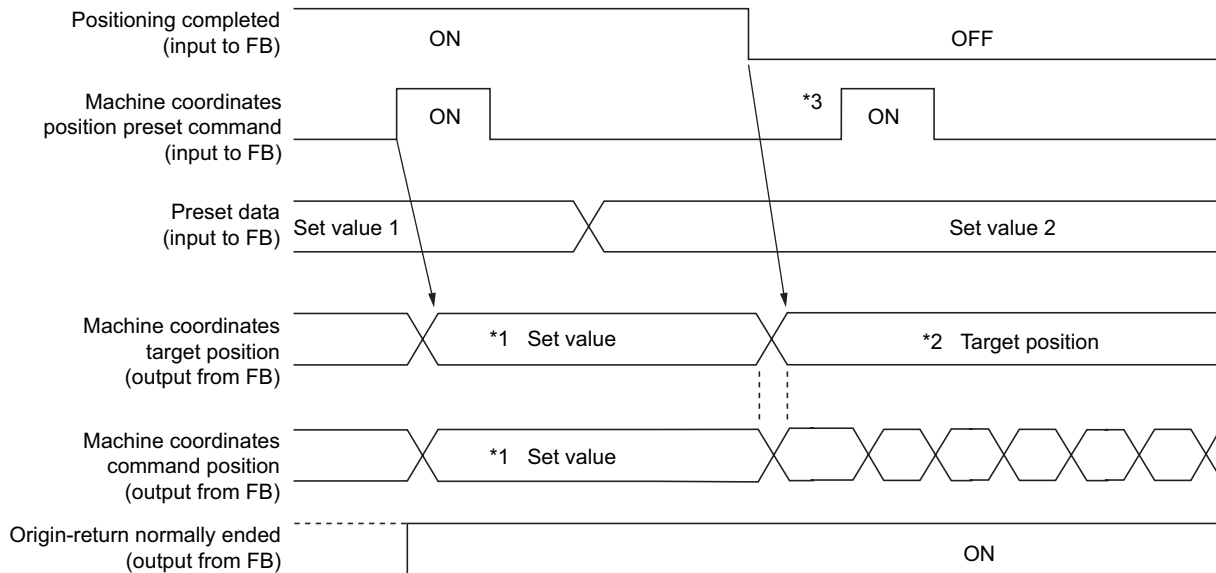 Positioning completed
(input to FB)
ON
OFF
Machine coordinates
position preset command
(input to FB)
ON
*3
ON
Preset data
(input to FB)
Set value 1
Set value 2
Machine coordinates
target position
(output from FB)
*1 Set value
*2 Target position
Machine coordinates
command position
(output from FB)
*1 Set value
Origin-return normally ended
(output from FB)
ON